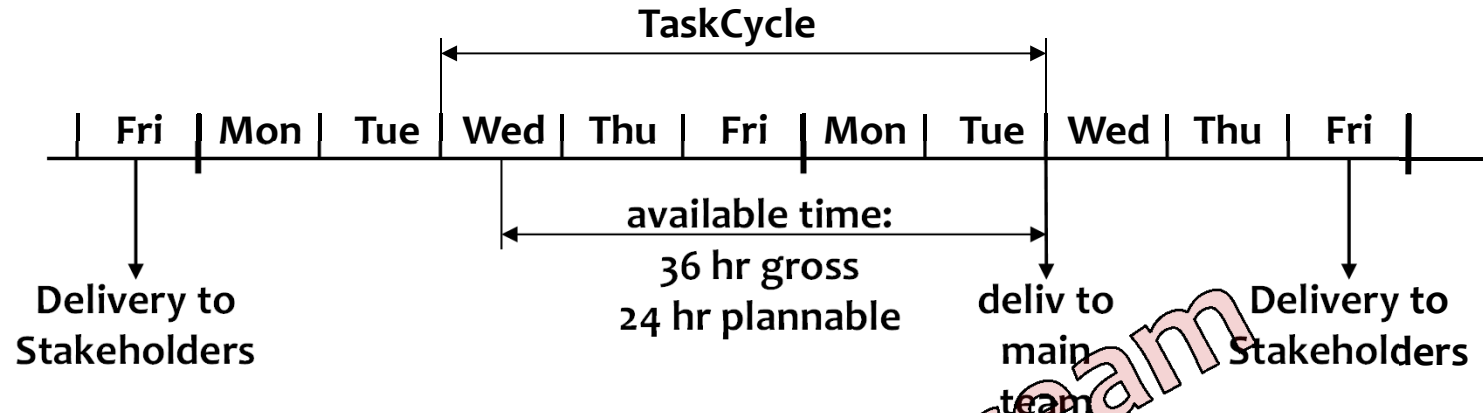 TaskCycle
Fri Mon Tue Wed Thu Fri Mon Tue Wed Thu Fri
available time:
36 hr gross
24 hr plannable
Delivery to
Stakeholders
deliv to
main
team
Delivery to
Stakeholders
eam